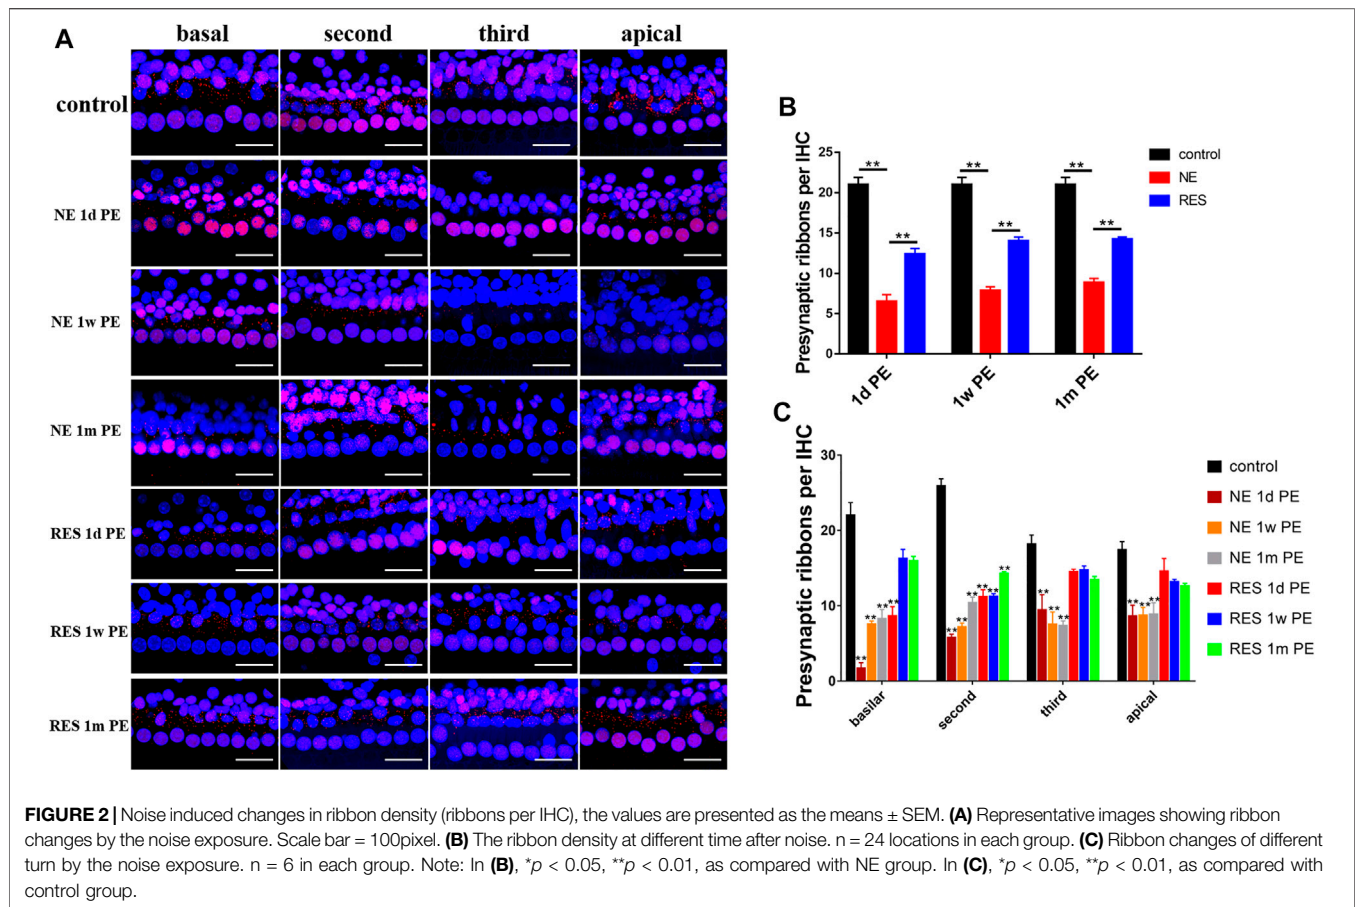 A
basal second third apical
control
NE 1d PE
NE 1w PE
NE 1m PE
RES 1d PE
RES 1w PE
RES 1m PE
B
Presynaptic ribbons per IHC
25
20
15
10
5
0
** ** **
** ** **
1d PE 1w PE 1m PE
control
NE
RES
C
Presynaptic ribbons per IHC
30
20
10
0
** ** ** **
** ** ** ** ** **
** ** **
** ** **
basilar second third apical
control
NE 1d PE
NE 1w PE
NE 1m PE
RES 1d PE
RES 1w PE
RES 1m PE
FIGURE 2 | Noise induced changes in ribbon density (ribbons per IHC), the values are presented as the means ± SEM. (A) Representative images showing ribbon
changes by the noise exposure. Scale bar = 100pixel. (B) The ribbon density at different time after noise. n = 24 locations in each group. (C) Ribbon changes of different
turn by the noise exposure. n = 6 in each group. Note: In (B), *p < 0.05, **p < 0.01, as compared with NE group. In (C), *p < 0.05, **p < 0.01, as compared with
control group.